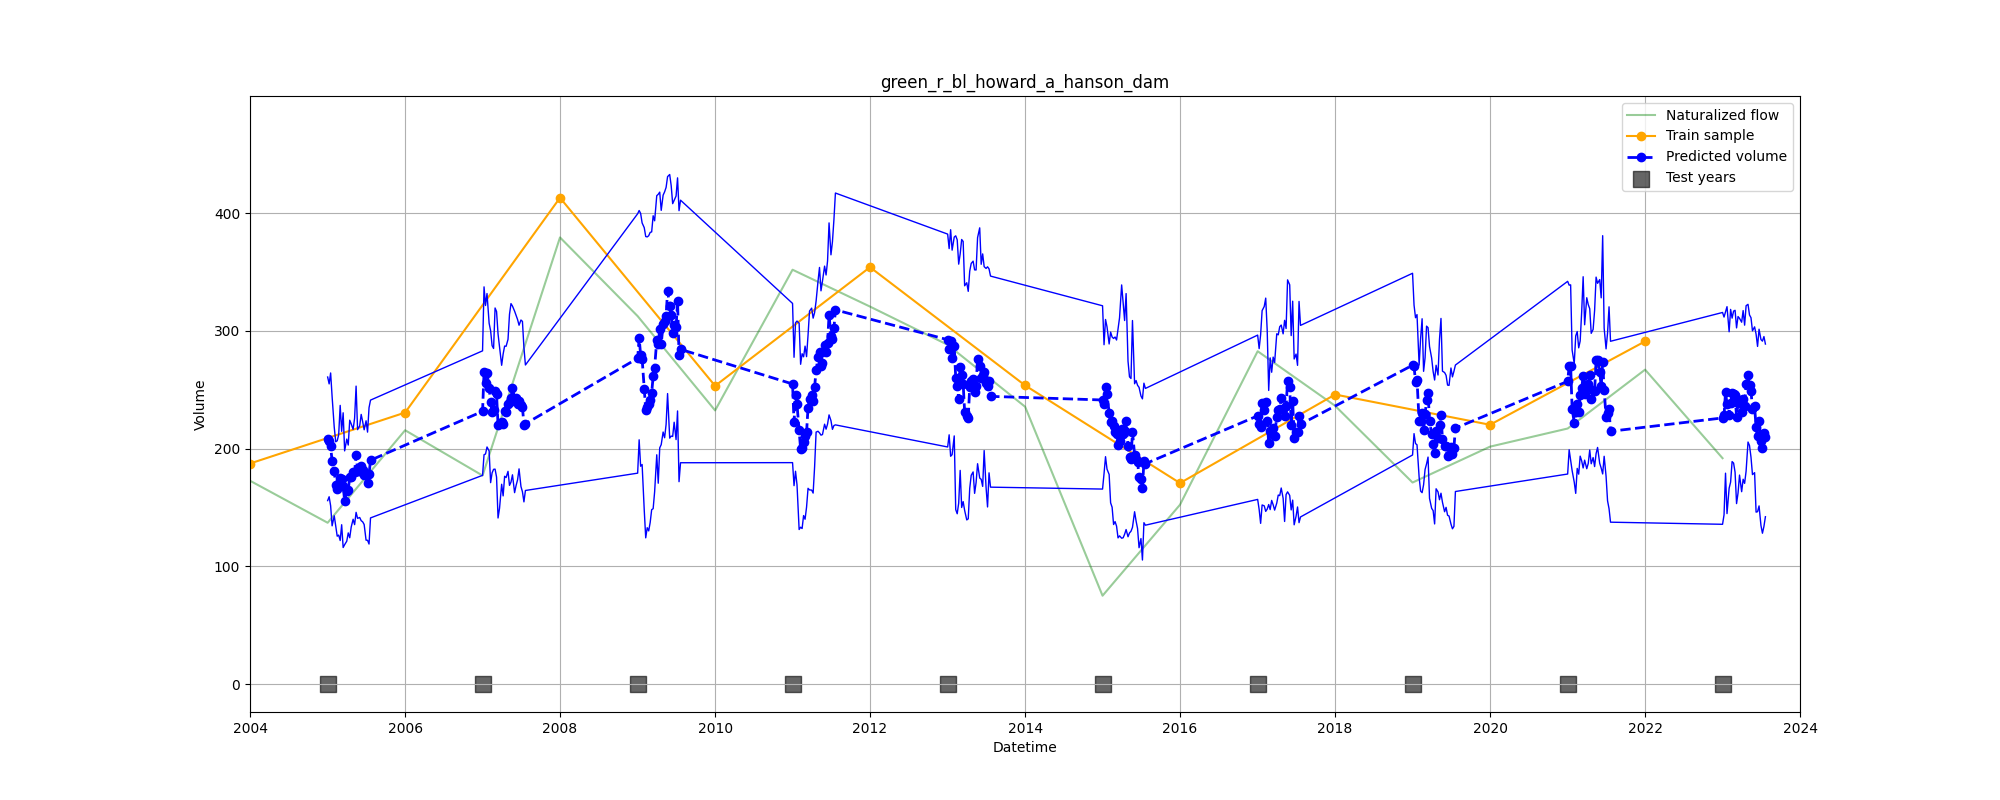 green_r_bl_howard_a_hanson_dam
Naturalized flow
Train sample
Predicted volume
Test years
Volume
400
300
200
100
0
2004 2006 2008 2010 2012 2014 2016 2018 2020 2022 2024
Datetime